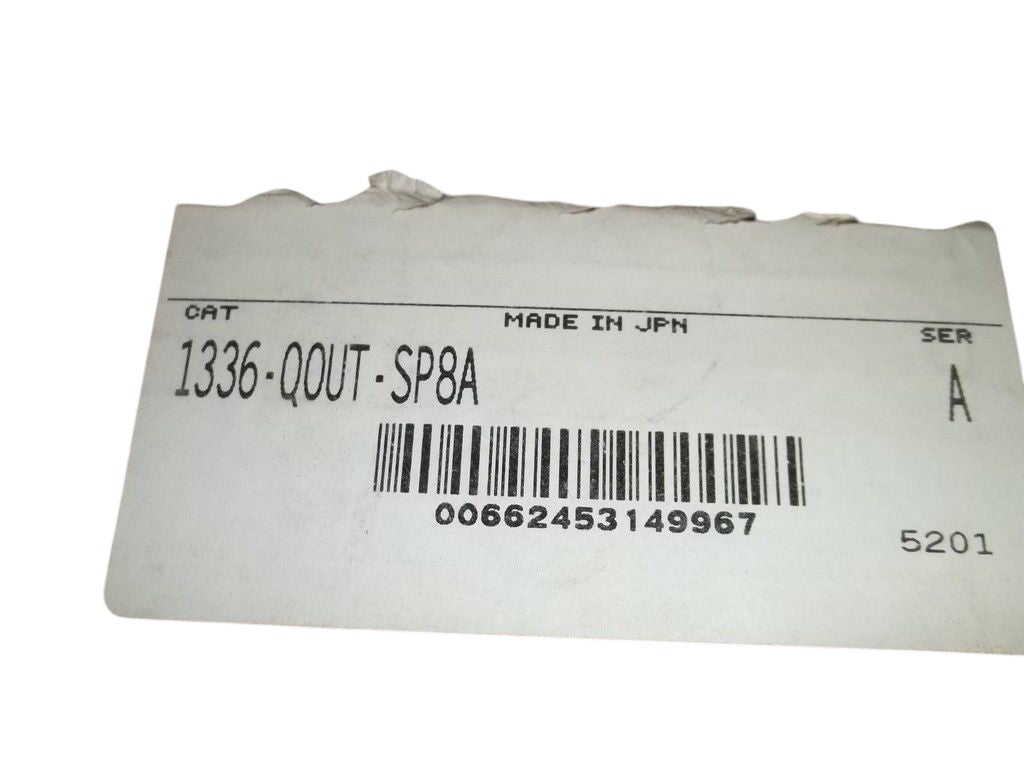 CAT MADE IN JPN SER
1336-QOUT-SP8A A
00662453149967
5201